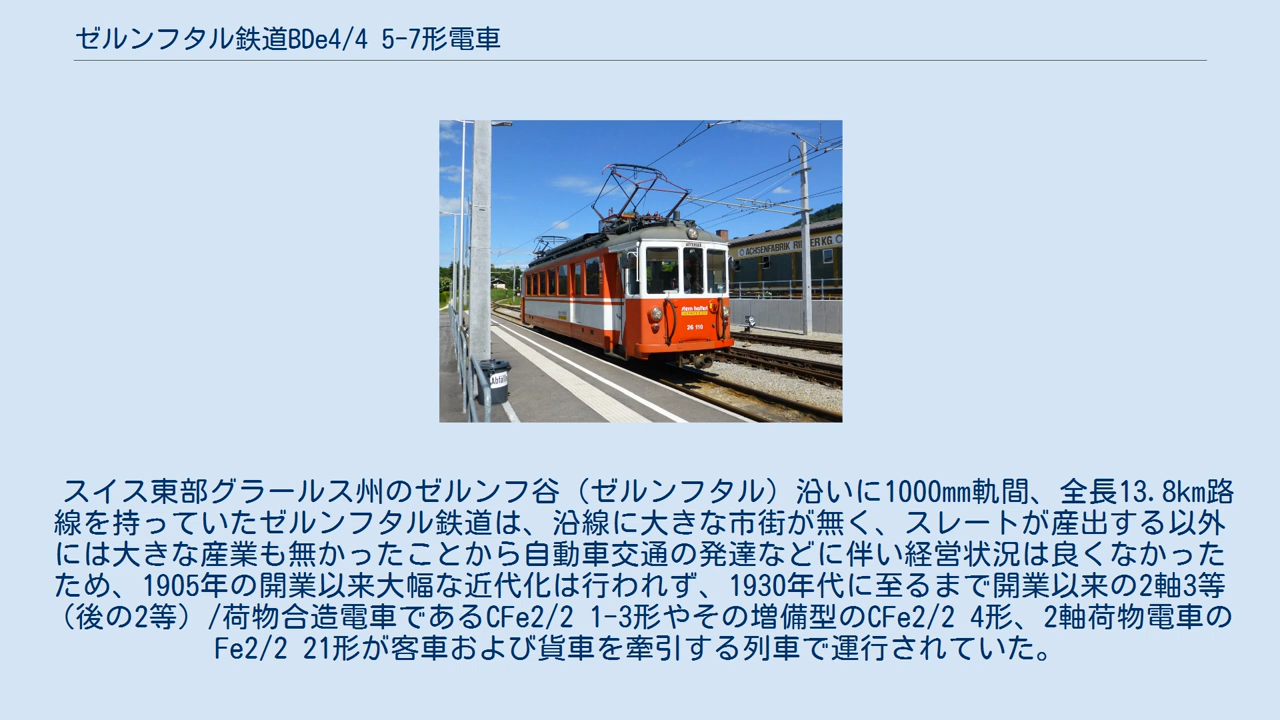 ゼルンフタル鉄道BDe4/4 5-7形電車
ACHSENFABRIK
KG
26 110
Abfälle
スイス東部グラールス州のゼルンフ谷（ゼルンフタル）沿いに1000mm軌間、全長13.8km路
線を持っていたゼルンフタル鉄道は、沿線に大きな市街が無く、スレートが産出する以外
には大きな産業も無かったことから自動車交通の発達などに伴い経営状況は良くなかった
ため、1905年の開業以来大幅な近代化は行われず、1930年代に至るまで開業以来の2軸3等
（後の2等）/荷物合造電車であるCFe2/2 1-3形やその増備型のCFe2/2 4形、2軸荷物電車の
Fe2/2 21形が客車および貨車を牽引する列車で運行されていた。